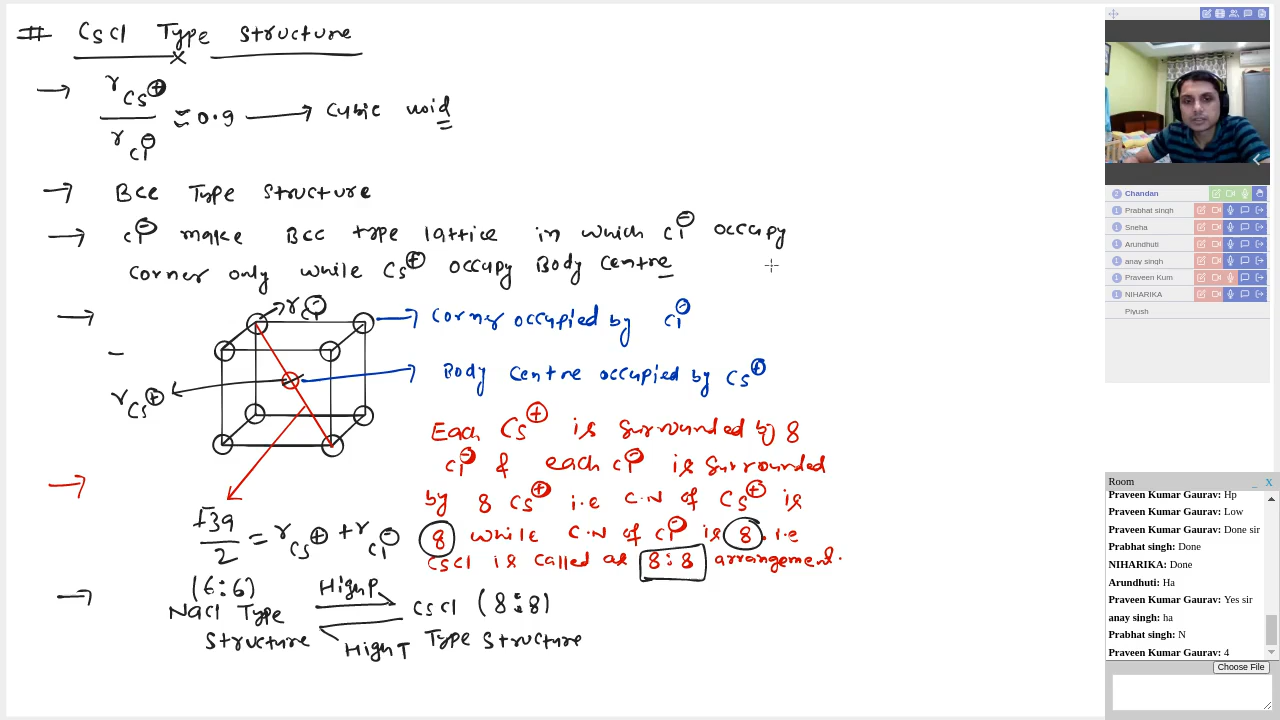 # CsCl Type Structure
→ rCs⊕ / rCl⊖ ≈ 0.9 → Cubic void
→ BCC Type Structure
→ Cl⊖ make BCC type lattice in which Cl⊖ occupy
corner only while Cs⊕ occupy Body Centre
→ rCl⊖ → Corner occupied by Cl⊖
rCs⊕ → Body Centre occupied by Cs⊕
Each Cs⊕ is surrounded by 8
Cl⊖ & each Cl⊖ is surrounded
by 8 Cs⊕ i.e C.N of Cs⊕ is
8 while C.N of Cl⊖ is 8. i.e
CsCl is called as 8:8 arrangement.
→ √3a / 2 = rCs⊕ + rCl⊖
→ (6:6) NaCl Type Structure High P CsCl (8:8)
High T Type Structure
Chandan
Prabhat singh
Sneha
Arundhuti
anay singh
Praveen Kum
NIHARIKA
Piyush
Room _ X
Praveen Kumar Gaurav: Hp
Praveen Kumar Gaurav: Low
Praveen Kumar Gaurav: Done sir
Prabhat singh: Done
NIHARIKA: Done
Arundhuti: Ha
Praveen Kumar Gaurav: Yes sir
anay singh: ha
Prabhat singh: N
Praveen Kumar Gaurav: 4
Choose File